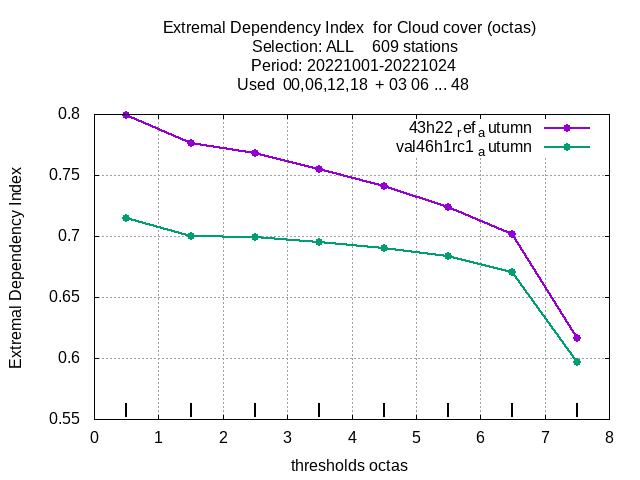 Extremal Dependency Index  for Cloud cover (octas)
Selection: ALL    609 stations
Period: 20221001-20221024
Used  00,06,12,18  + 03 06 ... 48
43h22 ref autumn
val46h1rc1 autumn
Extremal Dependency Index
0.8
0.75
0.7
0.65
0.6
0.55
0 1 2 3 4 5 6 7 8
thresholds octas